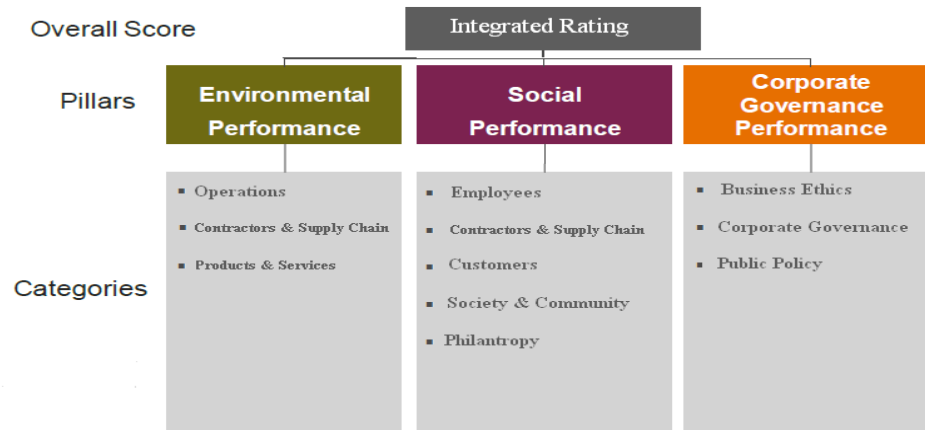 Overall Score
Integrated Rating
Pillars
Environmental
Performance
Social
Performance
Corporate
Governance
Performance
Categories
▪ Operations
▪ Contractors & Supply Chain
▪ Products & Services
▪ Employees
▪ Contractors & Supply Chain
▪ Customers
▪ Society & Community
▪ Philantropy
▪ Business Ethics
▪ Corporate Governance
▪ Public Policy